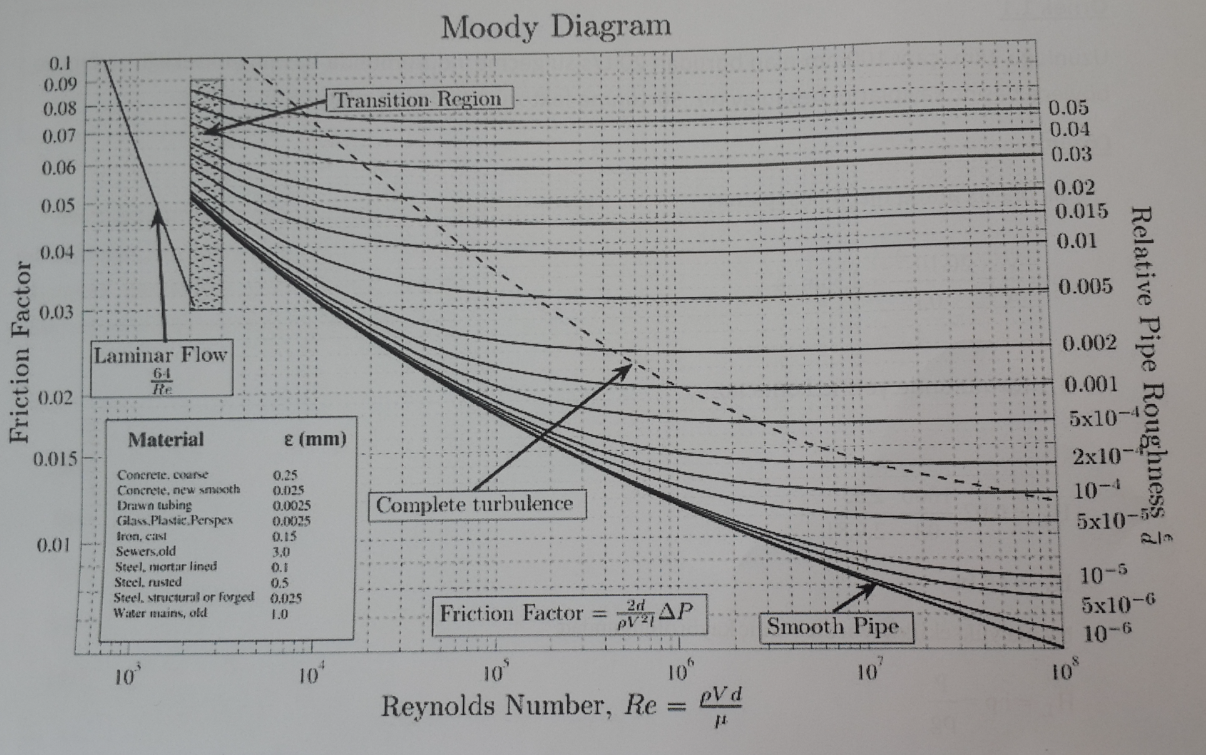 Moody Diagram
0.1
0.09
0.08
0.07
0.06
0.05
0.04
0.03
0.02
0.015
0.01
Friction Factor
Transition Region
Laminar Flow
64
Re
Material ε (mm)
Concrete, coarse 0.25
Concrete, new smooth 0.025
Drawn tubing 0.0025
Glass,Plastic,Perspex 0.0025
Iron, cast 0.15
Sewers,old 3.0
Steel, mortar lined 0.1
Steel, rusted 0.5
Steel, structural or forged 0.025
Water mains, old 1.0
Complete turbulence
Friction Factor = 2d/ρV²l ΔP
Smooth Pipe
0.05
0.04
0.03
0.02
0.015
0.01
0.005
0.002
0.001
5x10⁻⁴
2x10⁻⁴
10⁻⁴
5x10⁻⁵
10⁻⁵
5x10⁻⁶
10⁻⁶
Relative Pipe Roughness ε/d
10³ 10⁴ 10⁵ 10⁶ 10⁷ 10⁸
Reynolds Number, Re = ρVd/μ